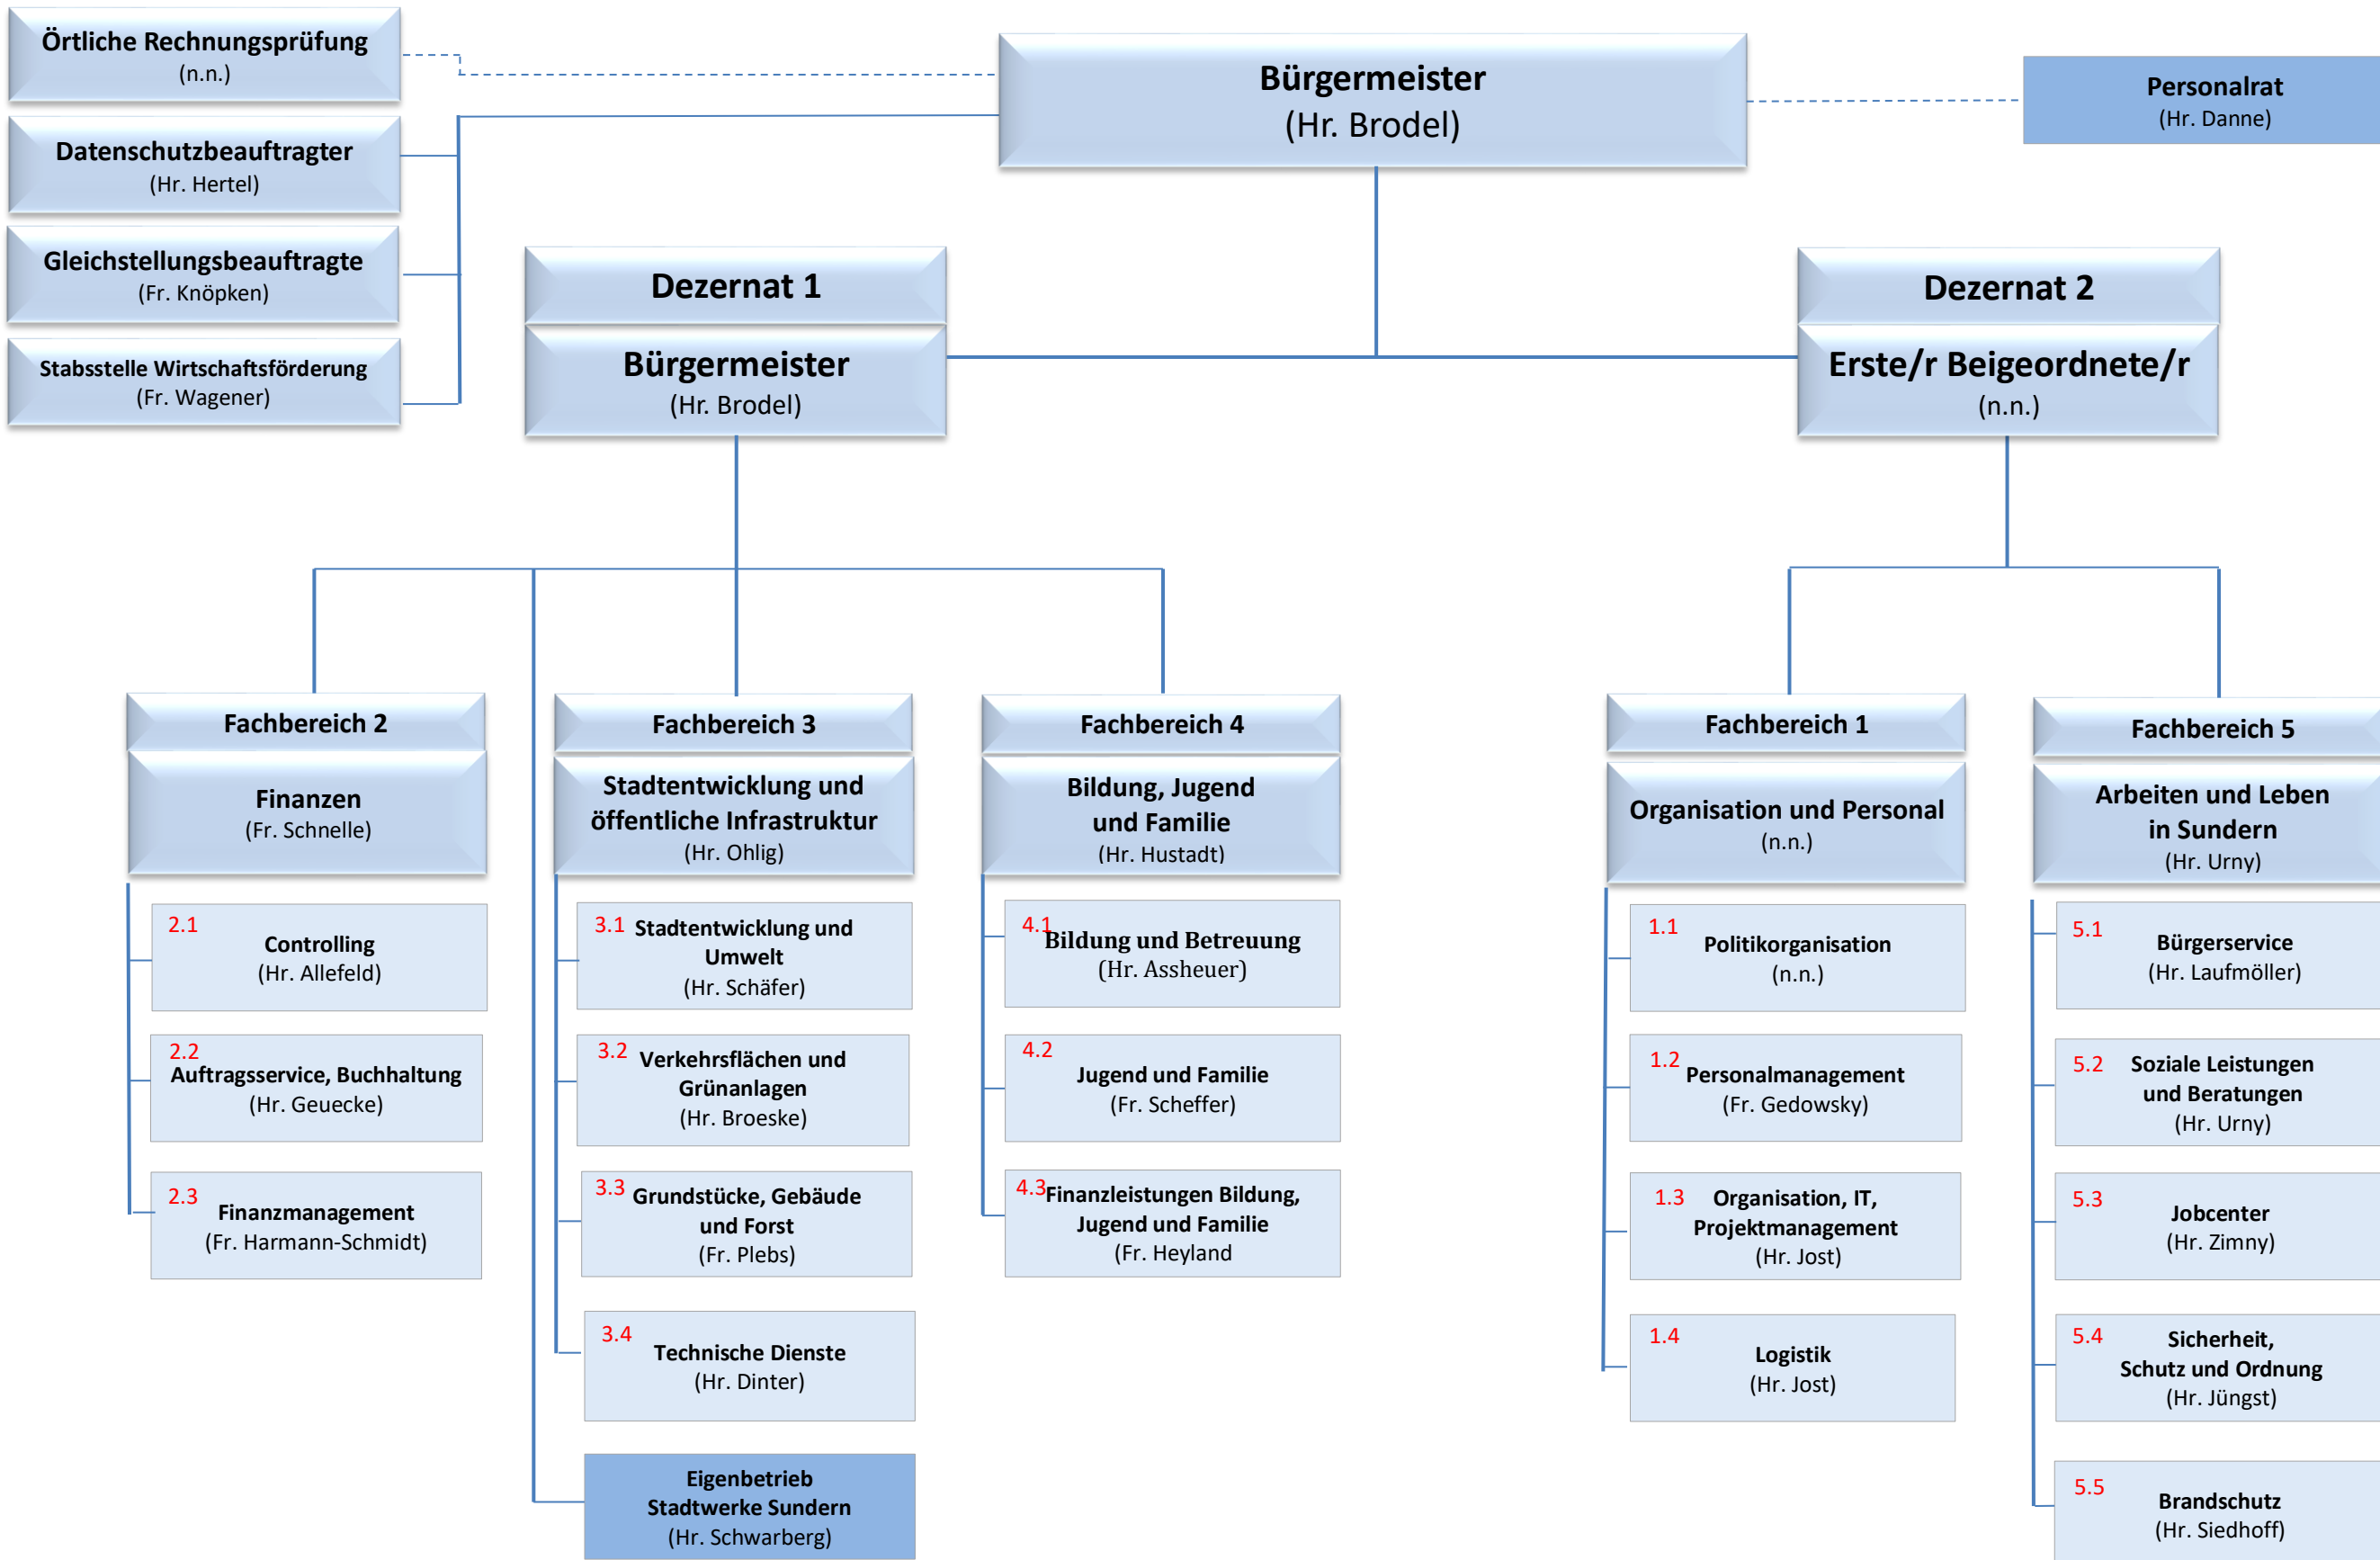 Örtliche Rechnungsprüfung
(n.n.)
Bürgermeister
(Hr. Brodel)
Personalrat
(Hr. Danne)
Datenschutzbeauftragter
(Hr. Hertel)
Gleichstellungsbeauftragte
(Fr. Knöpken)
Stabsstelle Wirtschaftsförderung
(Fr. Wagener)
Dezernat 1
Bürgermeister
(Hr. Brodel)
Dezernat 2
Erste/r Beigeordnete/r
(n.n.)
Fachbereich 2
Finanzen
(Fr. Schnelle)
2.1
Controlling
(Hr. Allefeld)
2.2
Auftragsservice, Buchhaltung
(Hr. Geuecke)
2.3
Finanzmanagement
(Fr. Harmann-Schmidt)
Fachbereich 3
Stadtentwicklung und
öffentliche Infrastruktur
(Hr. Ohlig)
3.1 Stadtentwicklung und
Umwelt
(Hr. Schäfer)
3.2 Verkehrsflächen und
Grünanlagen
(Hr. Broeske)
3.3 Grundstücke, Gebäude
und Forst
(Fr. Plebs)
3.4
Technische Dienste
(Hr. Dinter)
Eigenbetrieb
Stadtwerke Sundern
(Hr. Schwarberg)
Fachbereich 4
Bildung, Jugend
und Familie
(Hr. Hustadt)
4.1
Bildung und Betreuung
(Hr. Assheuer)
4.2
Jugend und Familie
(Fr. Scheffer)
4.3 Finanzleistungen Bildung,
Jugend und Familie
(Fr. Heyland
Fachbereich 1
Organisation und Personal
(n.n.)
1.1
Politikorganisation
(n.n.)
1.2
Personalmanagement
(Fr. Gedowsky)
1.3 Organisation, IT,
Projektmanagement
(Hr. Jost)
1.4
Logistik
(Hr. Jost)
Fachbereich 5
Arbeiten und Leben
in Sundern
(Hr. Urny)
5.1
Bürgerservice
(Hr. Laufmöller)
5.2 Soziale Leistungen
und Beratungen
(Hr. Urny)
5.3
Jobcenter
(Hr. Zimny)
5.4 Sicherheit,
Schutz und Ordnung
(Hr. Jüngst)
5.5
Brandschutz
(Hr. Siedhoff)